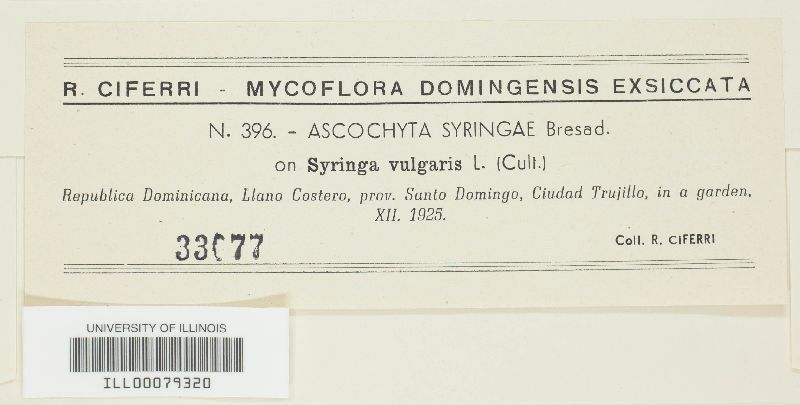 R. CIFERRI - MYCOFLORA DOMINGENSIS EXSICCATA
N. 396. - ASCOCHYTA SYRINGAE Bresad.
on Syringa vulgaris L. (Cult.)
Republica Dominicana, Llano Costero, prov. Santo Domingo, Ciudad Trujillo, in a garden,
XII. 1925.
33077
Coll. R. CIFERRI
UNIVERSITY OF ILLINOIS
ILL00079320